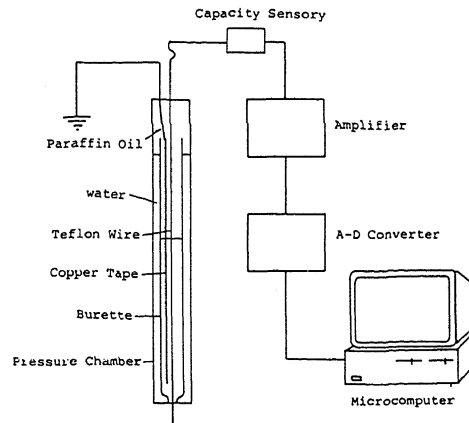 Capacity Sensory
Amplifier
Paraffin Oil
water
Teflon Wire
A-D Converter
Copper Tape
Burette
Pressure Chamber
Microcomputer